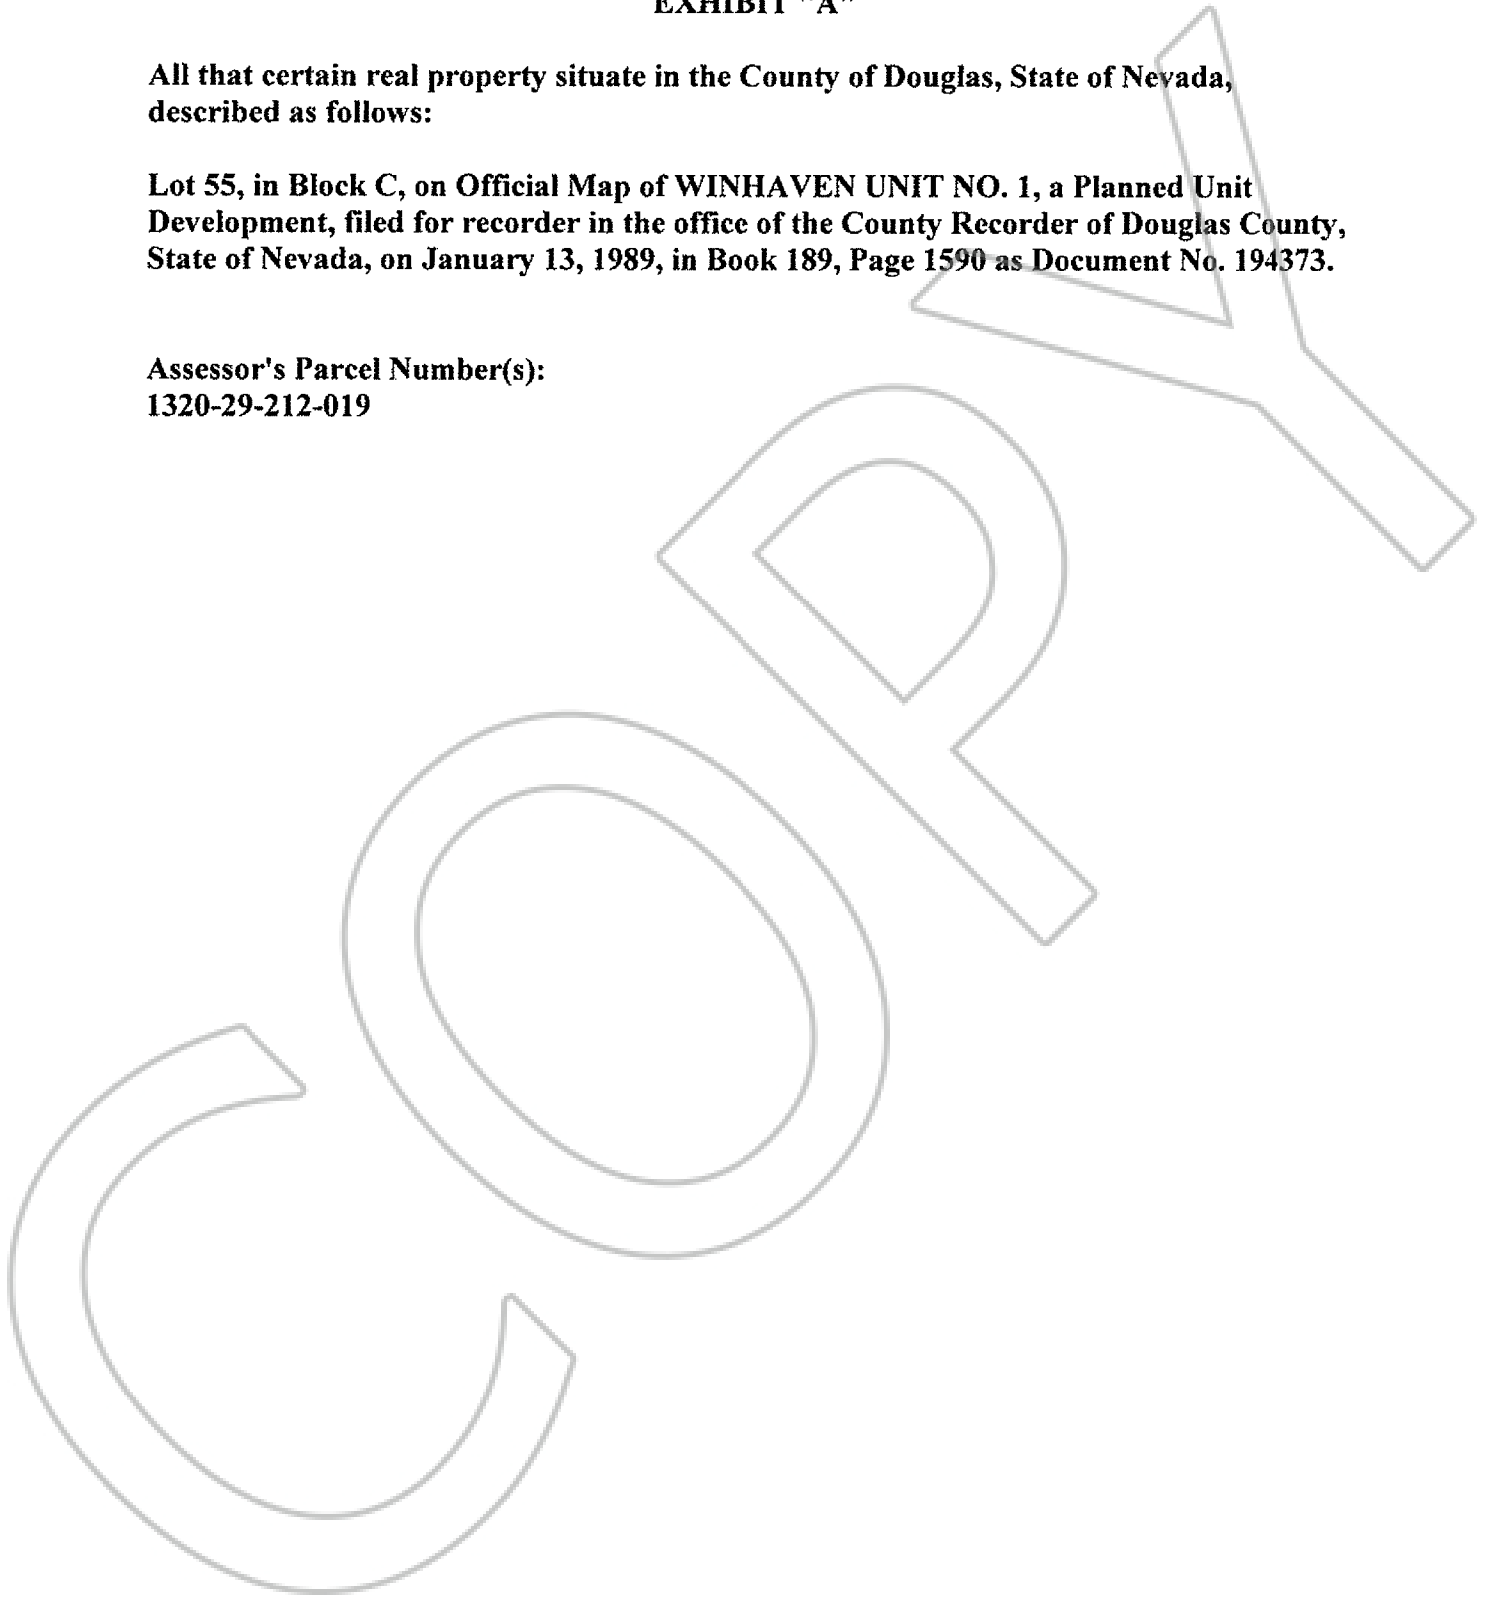 EXHIBIT "A"
All that certain real property situate in the County of Douglas, State of Nevada,
described as follows:
Lot 55, in Block C, on Official Map of WINHAVEN UNIT NO. 1, a Planned Unit
Development, filed for recorder in the office of the County Recorder of Douglas County,
State of Nevada, on January 13, 1989, in Book 189, Page 1590 as Document No. 194373.
Assessor's Parcel Number(s):
1320-29-212-019
COPY